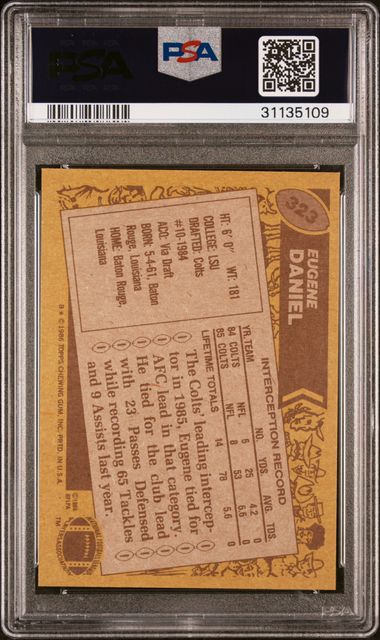 PSA
PSA
31135109
323
EUGENE
DANIEL
HT: 6' 0" WT: 181
COLLEGE: LSU
DRAFTED: Colts
#10-1984
ACQ: Via Draft
BORN: 5-4-61, Baton
Rouge, Louisiana
HOME: Baton Rouge,
Louisiana
INTERCEPTION RECORD
NO. YDS. AVG. TDS.
YR. TEAM
84 COLTS NFL 6 25 4.2 0
85 COLTS NFL 8 53 6.6 0
LIFETIME TOTALS 14 78 5.6 0
The Colts' leading intercep-
tor in 1985, Eugene tied for
AFC lead in that category.
He tied for the club lead
with 23 Passes Defensed
while recording 65 Tackles
and 9 Assists last year.
B * © 1986 TOPPS CHEWING GUM, INC. PRTD. IN U.S.A.
© 1986
NFLPA
TM